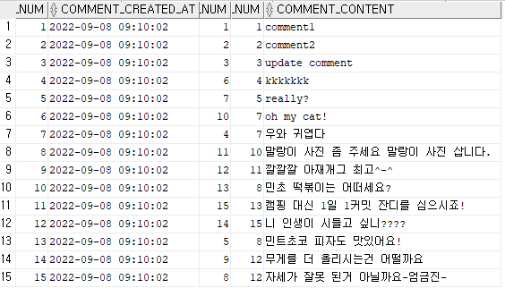 _NUM COMMENT_CREATED_AT _NUM _NUM COMMENT_CONTENT
1 1 2022-09-08 09:10:02 1 1 comment1
2 2 2022-09-08 09:10:02 2 2 comment2
3 3 2022-09-08 09:10:02 3 3 update comment
4 4 2022-09-08 09:10:02 6 4 kkkkkkk
5 5 2022-09-08 09:10:02 7 5 really?
6 6 2022-09-08 09:10:02 10 7 oh my cat!
7 7 2022-09-08 09:10:02 4 7 우와 귀엽다
8 8 2022-09-08 09:10:02 11 10 말랑이 사진 좀 주세요 말랑이 사진 삽니다.
9 9 2022-09-08 09:10:02 12 11 깔깔깔 아재개그 최고^-^
10 10 2022-09-08 09:10:02 13 8 민초 떡볶이는 어떠세요?
11 11 2022-09-08 09:10:02 15 13 캠핑 대신 1일 1커밋 잔디를 심으시죠!
12 12 2022-09-08 09:10:02 14 15 니 인생이 시들고 싶니????
13 13 2022-09-08 09:10:02 5 8 민트초코 피자도 맛있어요!
14 14 2022-09-08 09:10:02 9 12 무게를 더 올리시는건 어떨까요
15 15 2022-09-08 09:10:02 8 12 자세가 잘못 된거 아닐까요-엄금진-